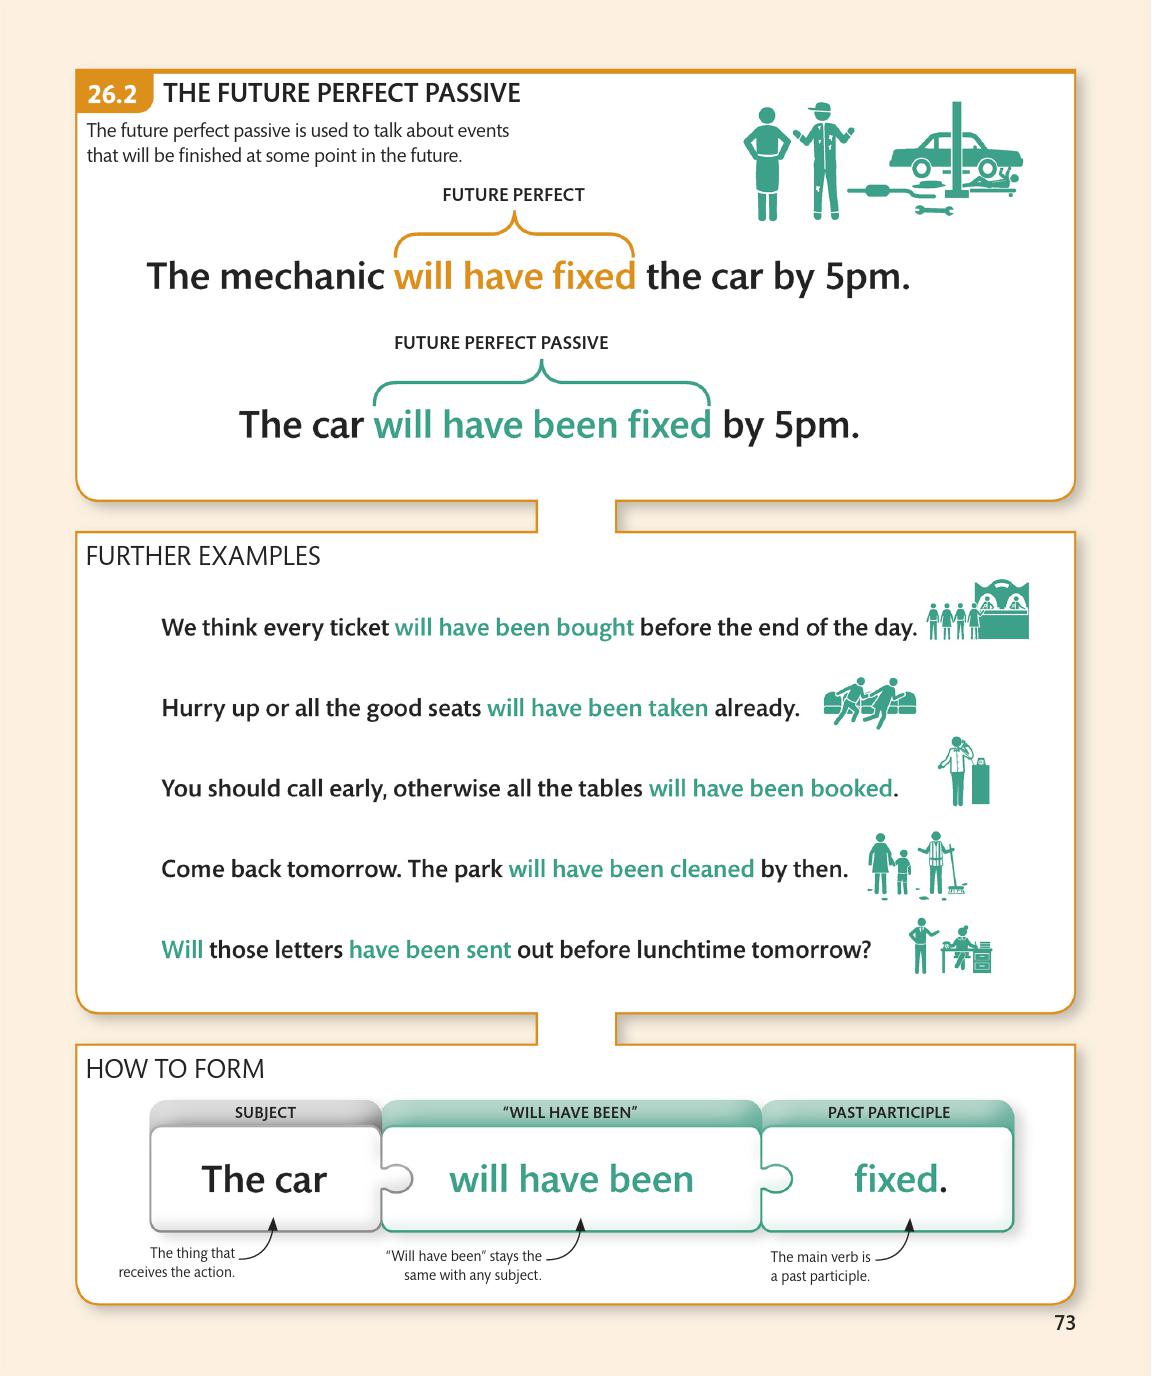 26.2 THE FUTURE PERFECT PASSIVE
The future perfect passive is used to talk about events
that will be finished at some point in the future.
FUTURE PERFECT
The mechanic will have fixed the car by 5pm.
FUTURE PERFECT PASSIVE
The car will have been fixed by 5pm.
FURTHER EXAMPLES
We think every ticket will have been bought before the end of the day.
Hurry up or all the good seats will have been taken already.
You should call early, otherwise all the tables will have been booked.
Come back tomorrow. The park will have been cleaned by then.
Will those letters have been sent out before lunchtime tomorrow?
HOW TO FORM
SUBJECT
“WILL HAVE BEEN”
PAST PARTICIPLE
The car
will have been
fixed.
The thing that
receives the action.
“Will have been” stays the
same with any subject.
The main verb is
a past participle.
73